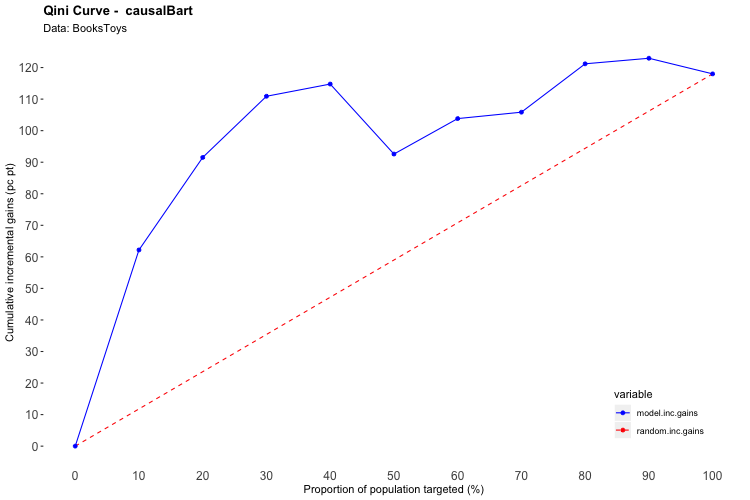 Qini Curve -  causalBart
Data: BooksToys
Cumulative incremental gains (pc pt)
120
110
100
90
80
70
60
50
40
30
20
10
0
variable
model.inc.gains
random.inc.gains
0 10 20 30 40 50 60 70 80 90 100
Proportion of population targeted (%)